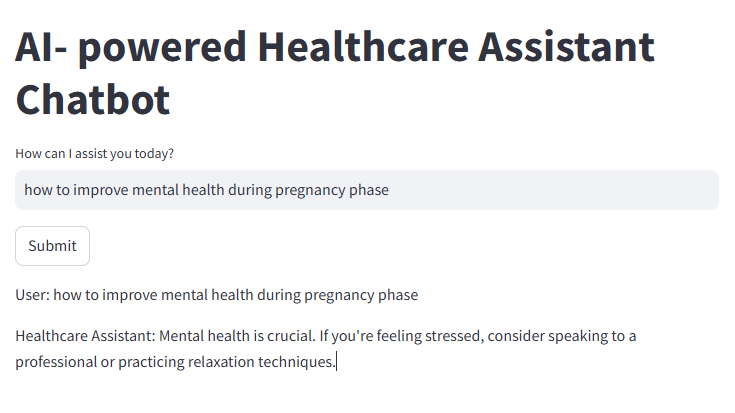 AI- powered Healthcare Assistant
Chatbot
How can I assist you today?
how to improve mental health during pregnancy phase
Submit
User: how to improve mental health during pregnancy phase
Healthcare Assistant: Mental health is crucial. If you're feeling stressed, consider speaking to a
professional or practicing relaxation techniques.